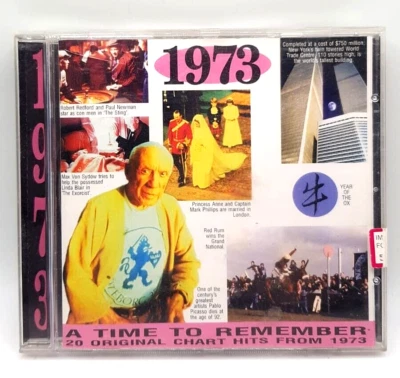 1973
1973
Completed at a cost of $750 million,
New York's twin towered World
Trade Centre, 110 stories high, is
the world's tallest building.
Robert Redford and Paul Newman
star as con-men in 'The Sting'.
Max Von Sydow tries to
help the possessed
Linda Blair in
'The Exorcist'.
Princess Anne and Captain
Mark Phillips are married in
London.
牛
YEAR OF
THE OX
Red Rum
wins the
Grand
National.
One of the
century's
greatest
artists Pablo
Picasso dies at
the age of 92.
A TIME TO REMEMBER
20 ORIGINAL CHART HITS FROM 1973